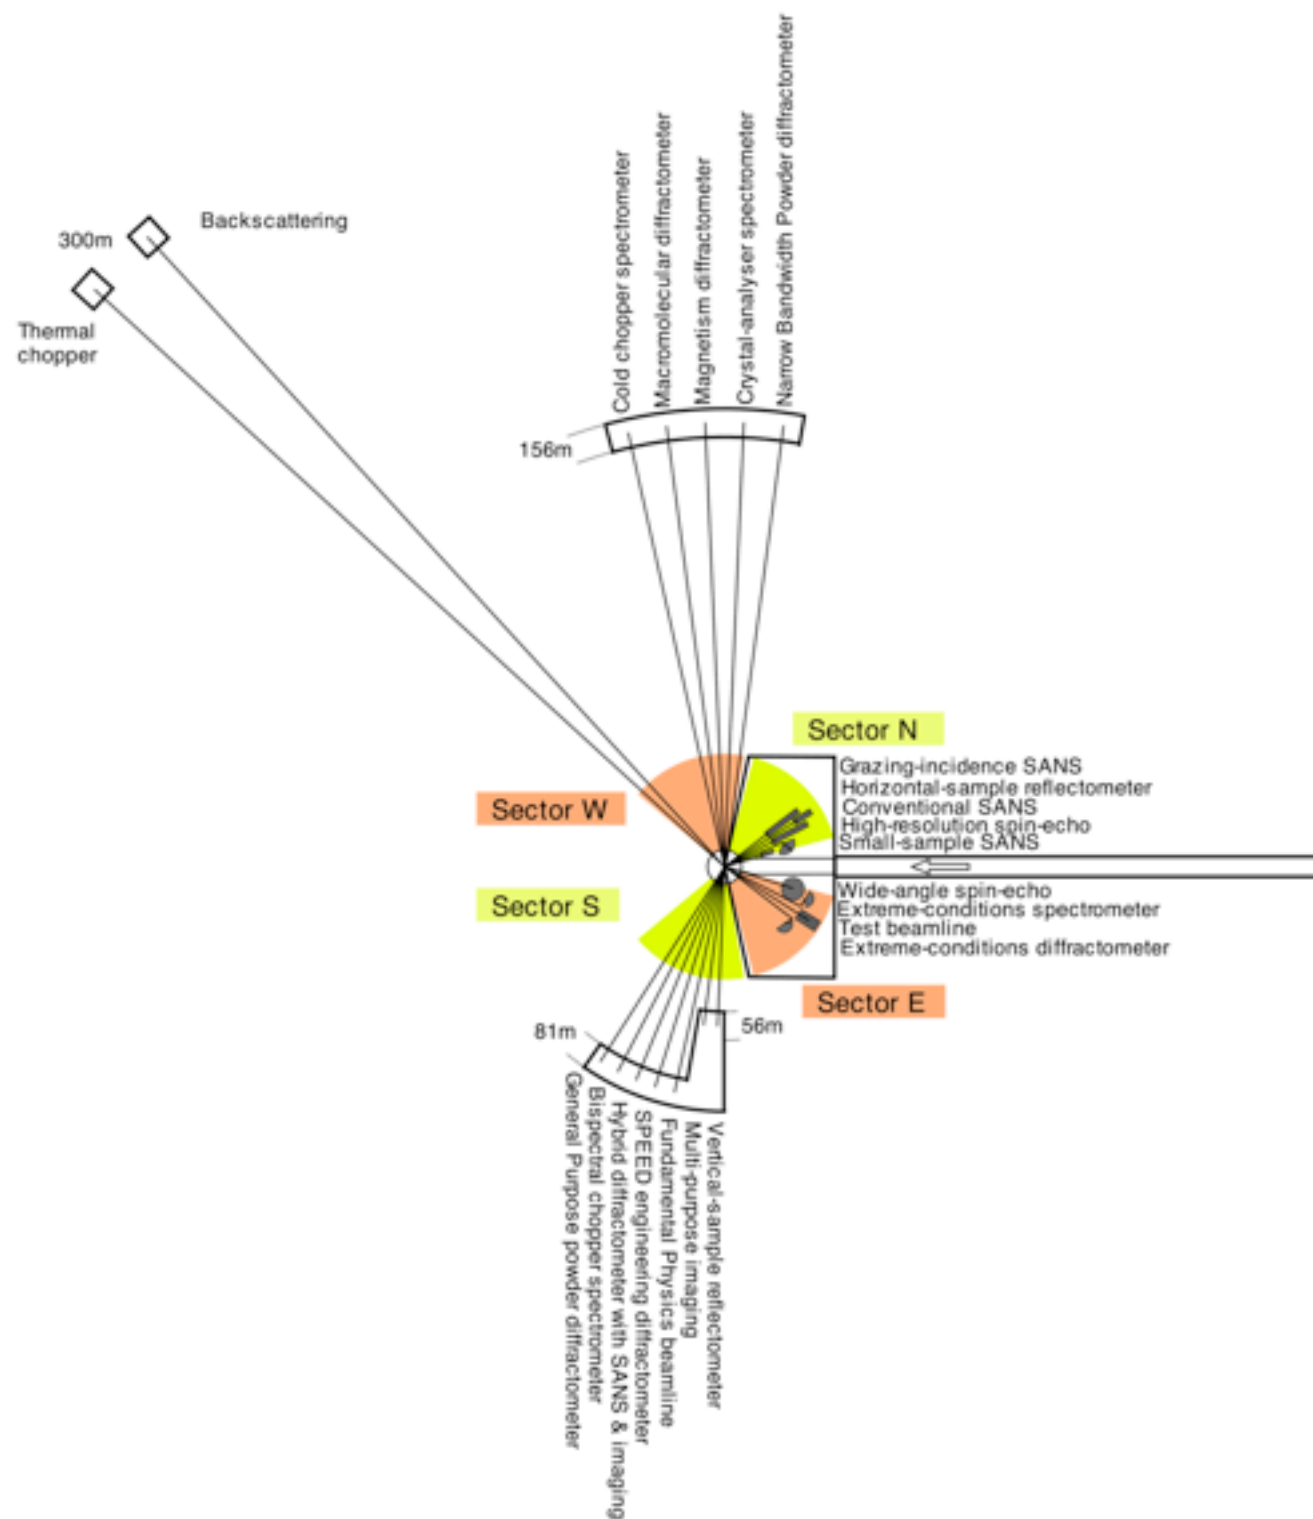 Narrow Bandwidth Powder diffractometer
Crystal-analyser spectrometer
Magnetism diffractometer
Macromolecular diffractometer
Cold chopper spectrometer
Backscattering
300m
Thermal
chopper
156m
Sector N
Grazing-incidence SANS
Horizontal-sample reflectometer
Conventional SANS
High-resolution spin-echo
Small-sample SANS
Sector W
Sector S
Wide-angle spin-echo
Extreme-conditions spectrometer
Test beamline
Extreme-conditions diffractometer
Sector E
81m
56m
General Purpose powder diffractometer
Bispectral chopper spectrometer
Hybrid diffractometer with SANS & imaging
SPEED engineering diffractometer
Fundamental Physics beamline
Multi-purpose imaging
Vertical-sample reflectometer